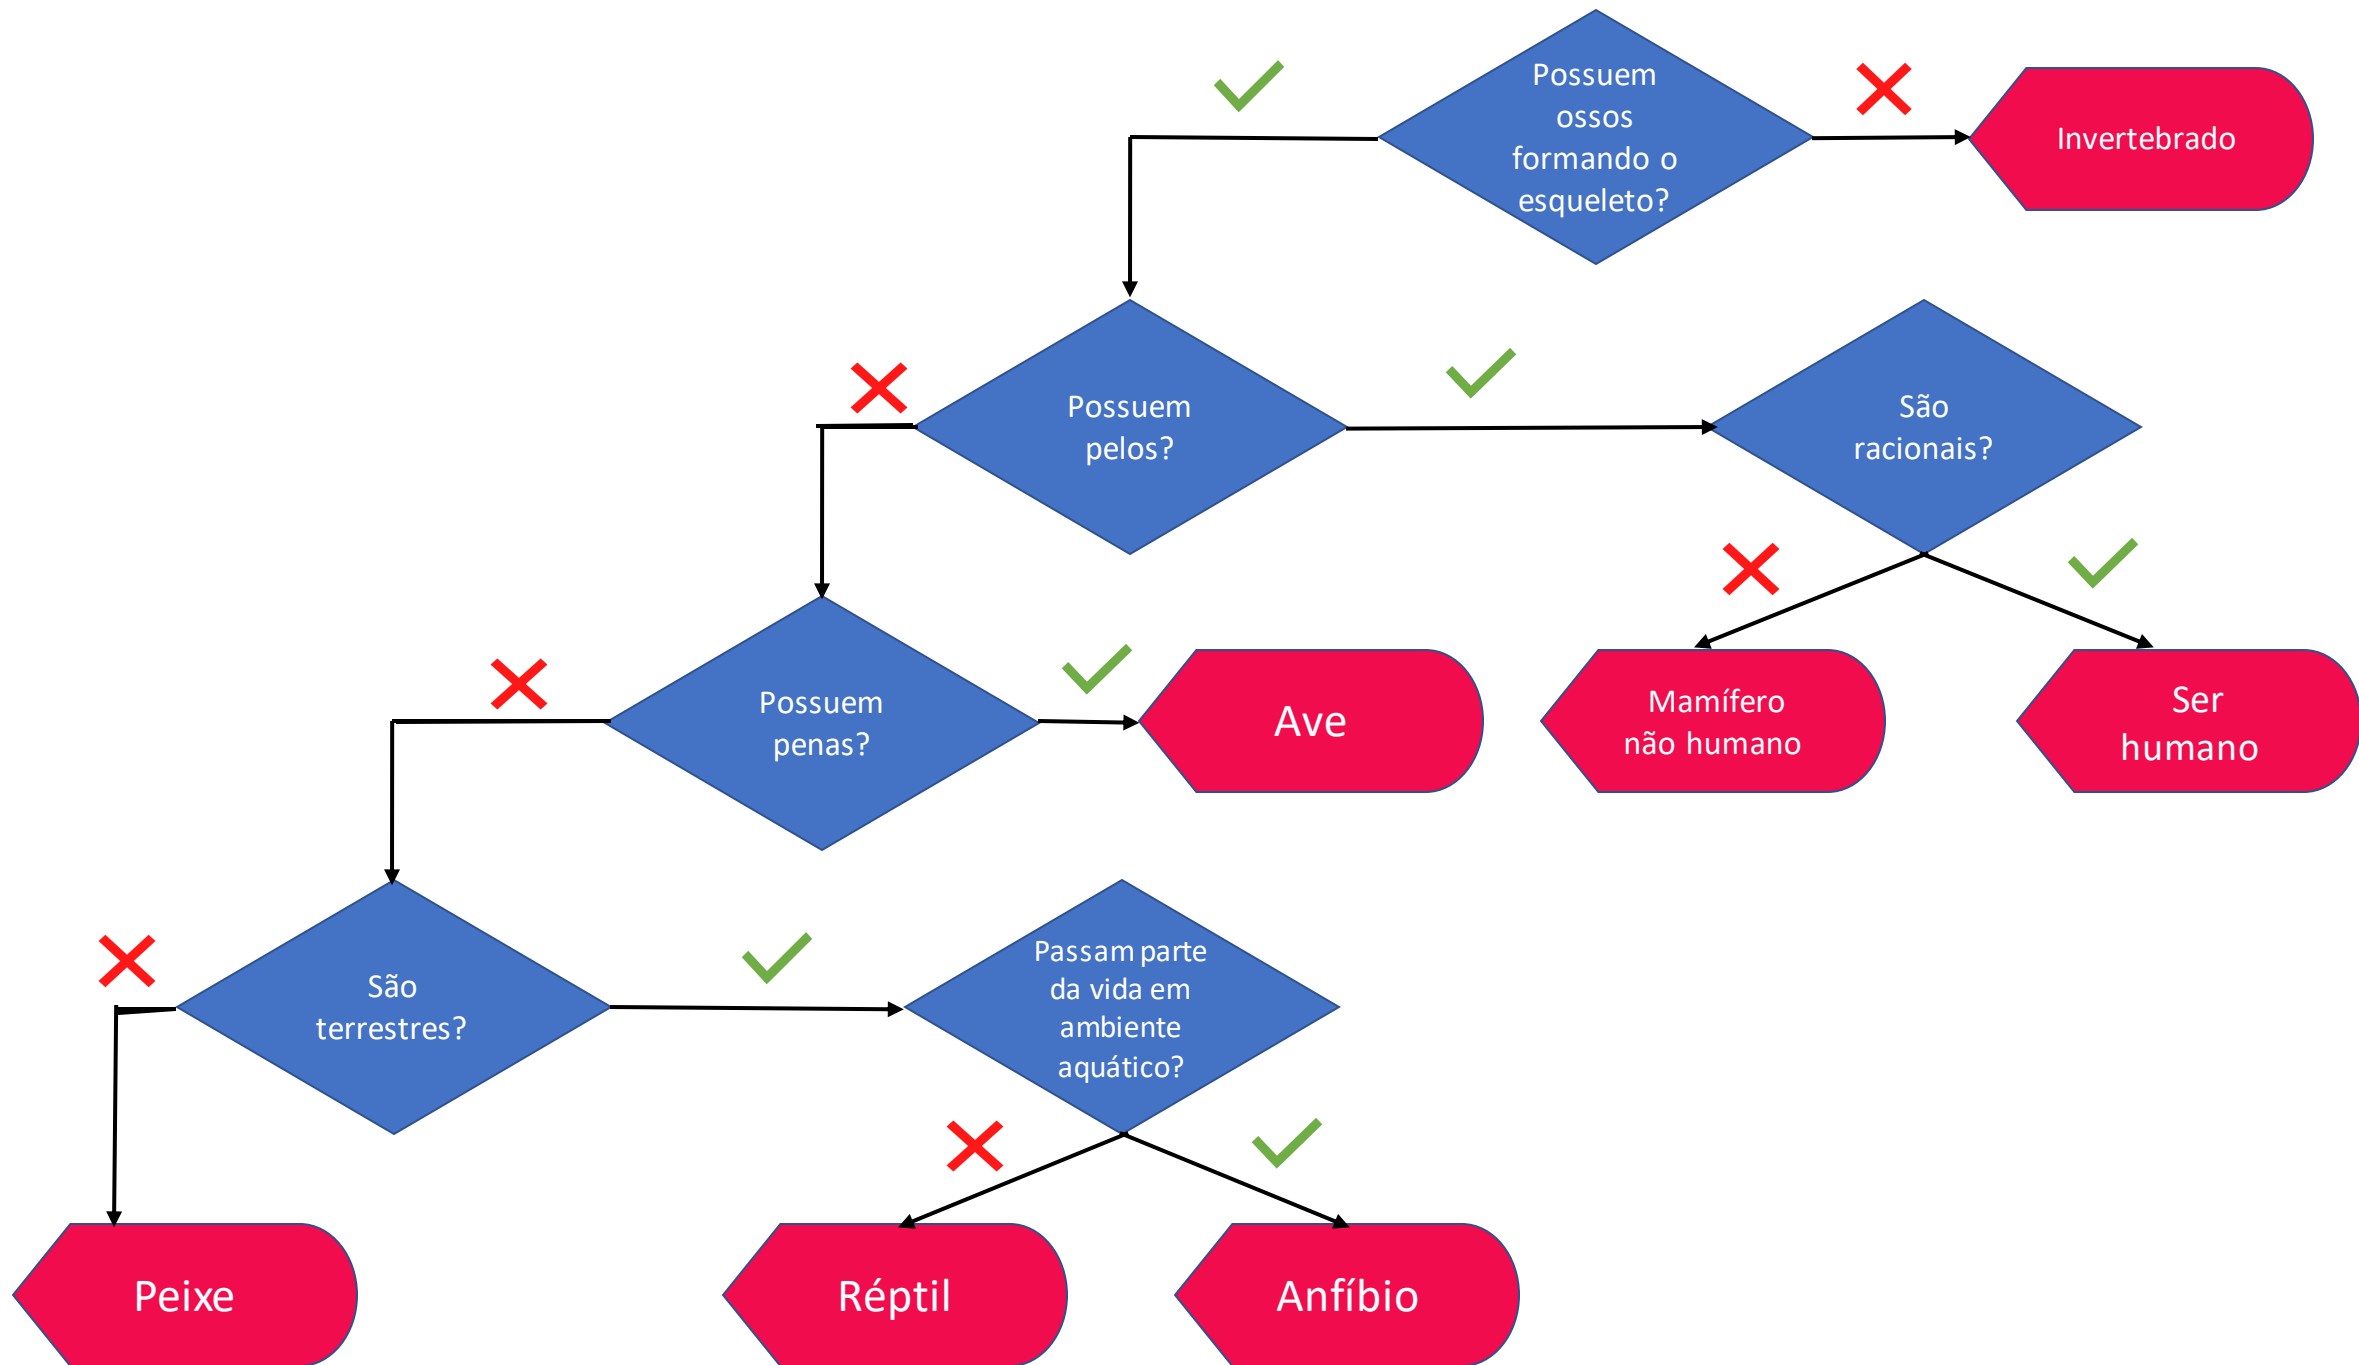 Possuem
ossos
formando o
esqueleto?
Invertebrado
Possuem
pelos?
São
racionais?
Possuem
penas?
Ave
Mamífero
não humano
Ser
humano
São
terrestres?
Passam parte
da vida em
ambiente
aquático?
Peixe
Réptil
Anfíbio